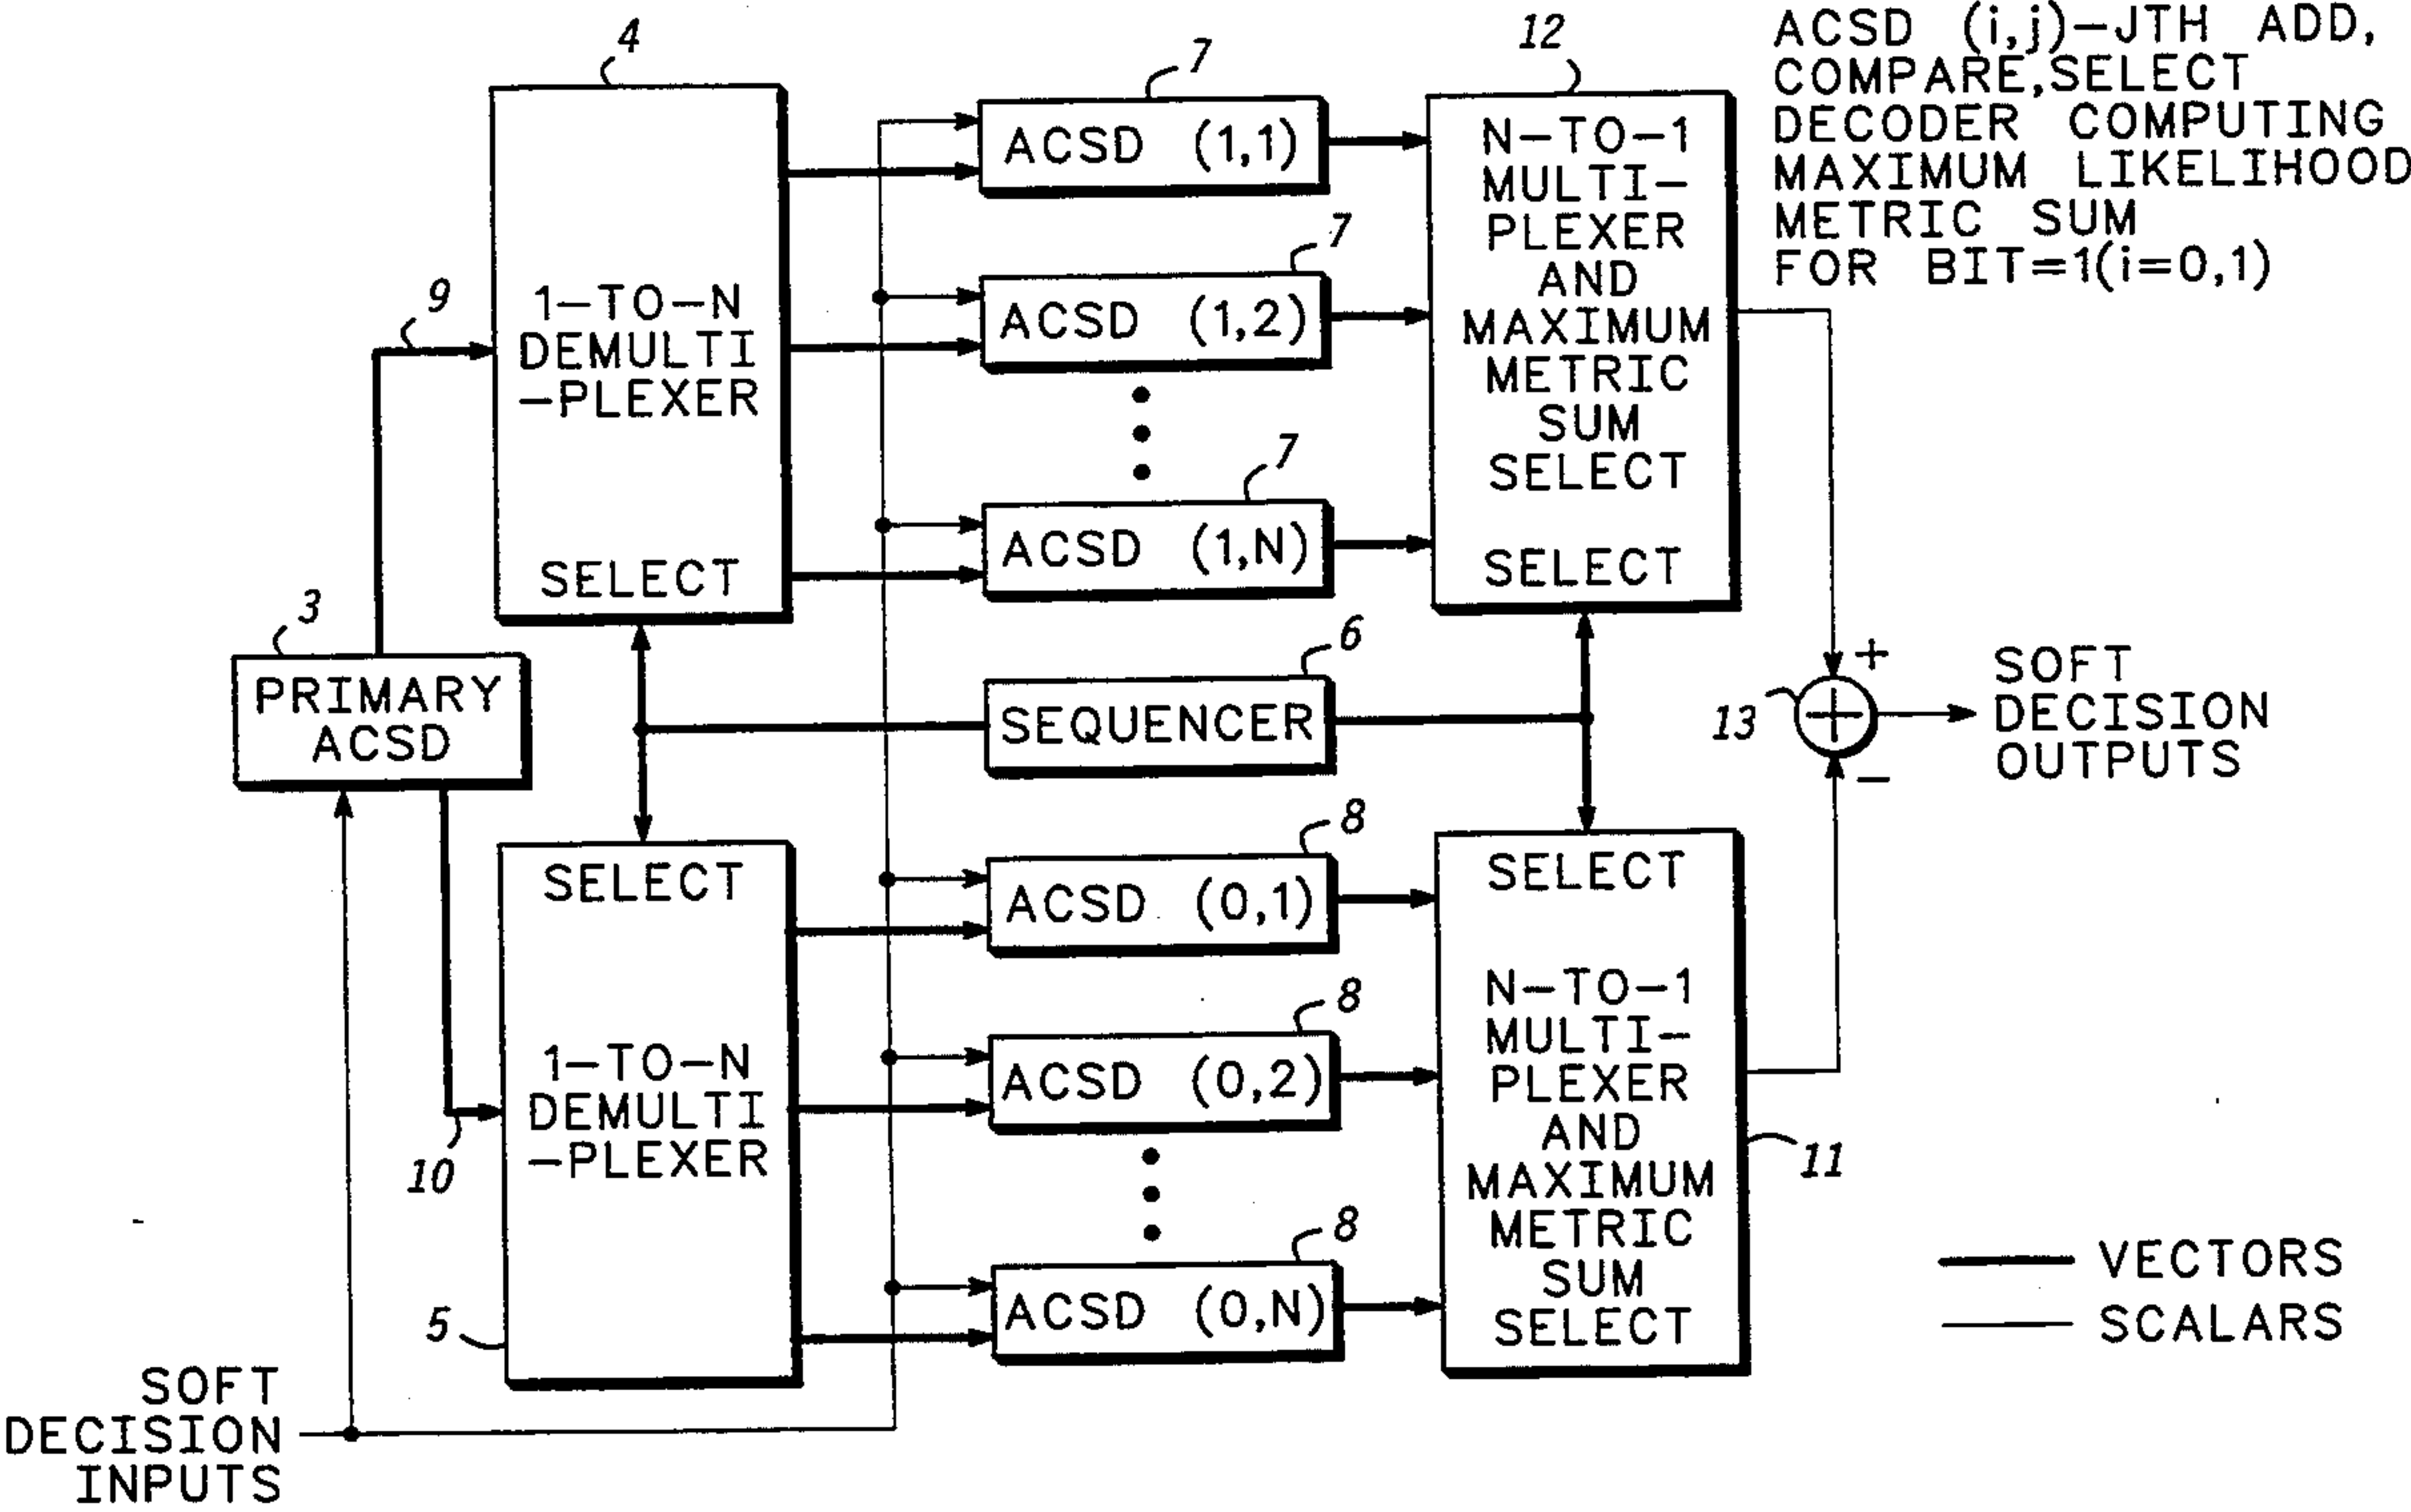 4
7
12
ACSD (i,j)—JTH ADD,
COMPARE,SELECT
DECODER COMPUTING
MAXIMUM LIKELIHOOD
METRIC SUM
FOR BIT=1(i=0,1)
ACSD (1,1)
N—TO—1
MULTI—
PLEXER
AND
MAXIMUM
METRIC
SUM
SELECT
SELECT
7
ACSD (1,2)
9
1—TO—N
DEMULTI
—PLEXER
SELECT
7
ACSD (1,N)
3
PRIMARY
ACSD
6
SEQUENCER
+
13
—
SOFT
DECISION
OUTPUTS
SELECT
1—TO—N
DEMULTI
—PLEXER
10
5
8
ACSD (0,1)
8
ACSD (0,2)
8
ACSD (0,N)
SELECT
N—TO—1
MULTI—
PLEXER
AND
MAXIMUM
METRIC
SUM
SELECT
11
VECTORS
SCALARS
SOFT
DECISION
INPUTS